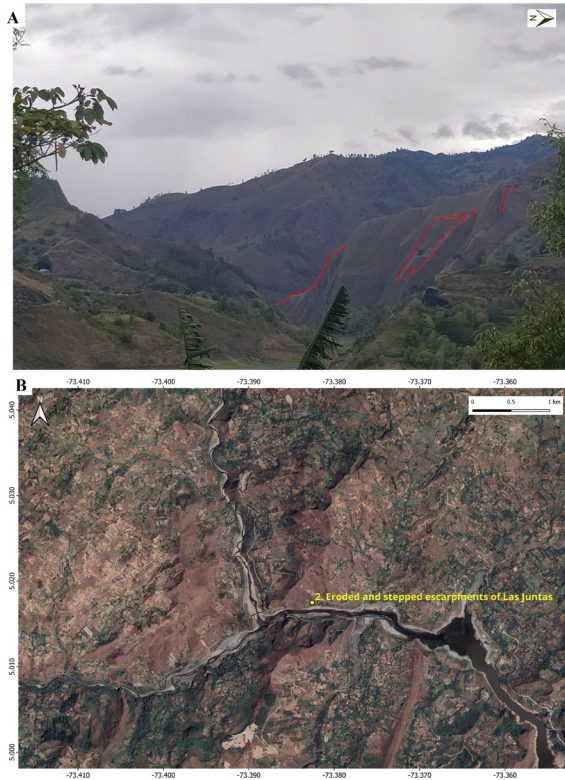 A
N
B
-73.410 -73.400 -73.390 -73.380 -73.370 -73.360
5.040
0 0.5 1 km
5.030
5.020
2. Eroded and stepped escarpments of Las Juntas
5.010
5.000
-73.410 -73.400 -73.390 -73.380 -73.370 -73.360